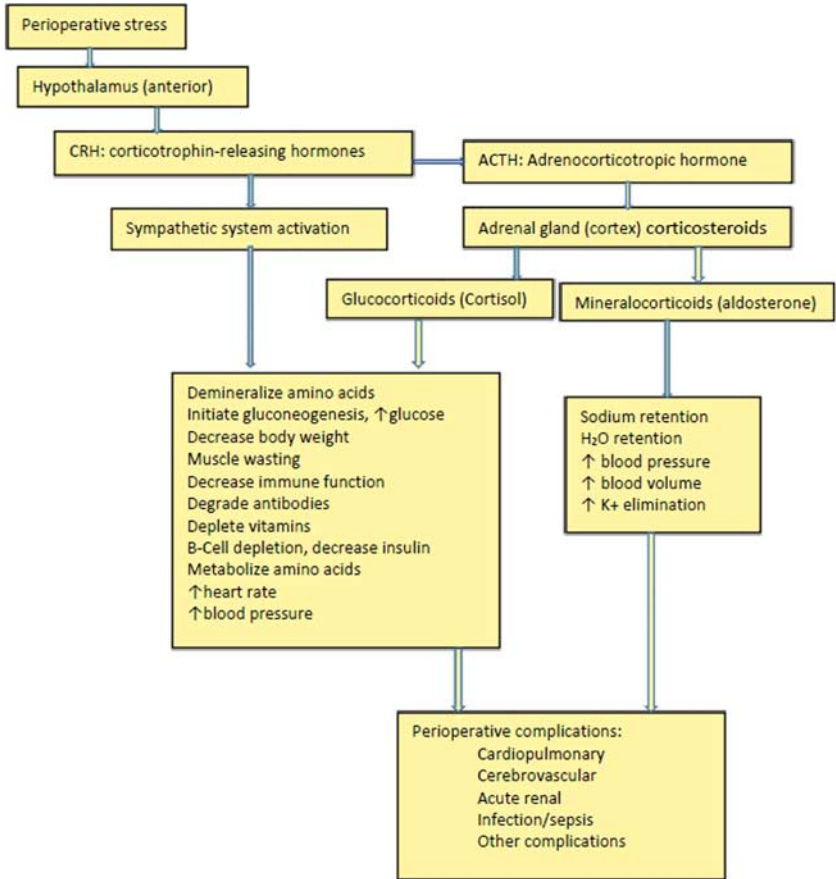 Perioperative stress
Hypothalamus (anterior)
CRH: corticotrophin-releasing hormones
ACTH: Adrenocorticotropic hormone
Sympathetic system activation
Adrenal gland (cortex) corticosteroids
Glucocorticoids (Cortisol)
Mineralocorticoids (aldosterone)
Demineralize amino acids
Initiate gluconeogenesis, ↑glucose
Decrease body weight
Muscle wasting
Decrease immune function
Degrade antibodies
Deplete vitamins
B-Cell depletion, decrease insulin
Metabolize amino acids
↑heart rate
↑blood pressure
Sodium retention
H₂O retention
↑ blood pressure
↑ blood volume
↑ K+ elimination
Perioperative complications:
Cardiopulmonary
Cerebrovascular
Acute renal
Infection/sepsis
Other complications